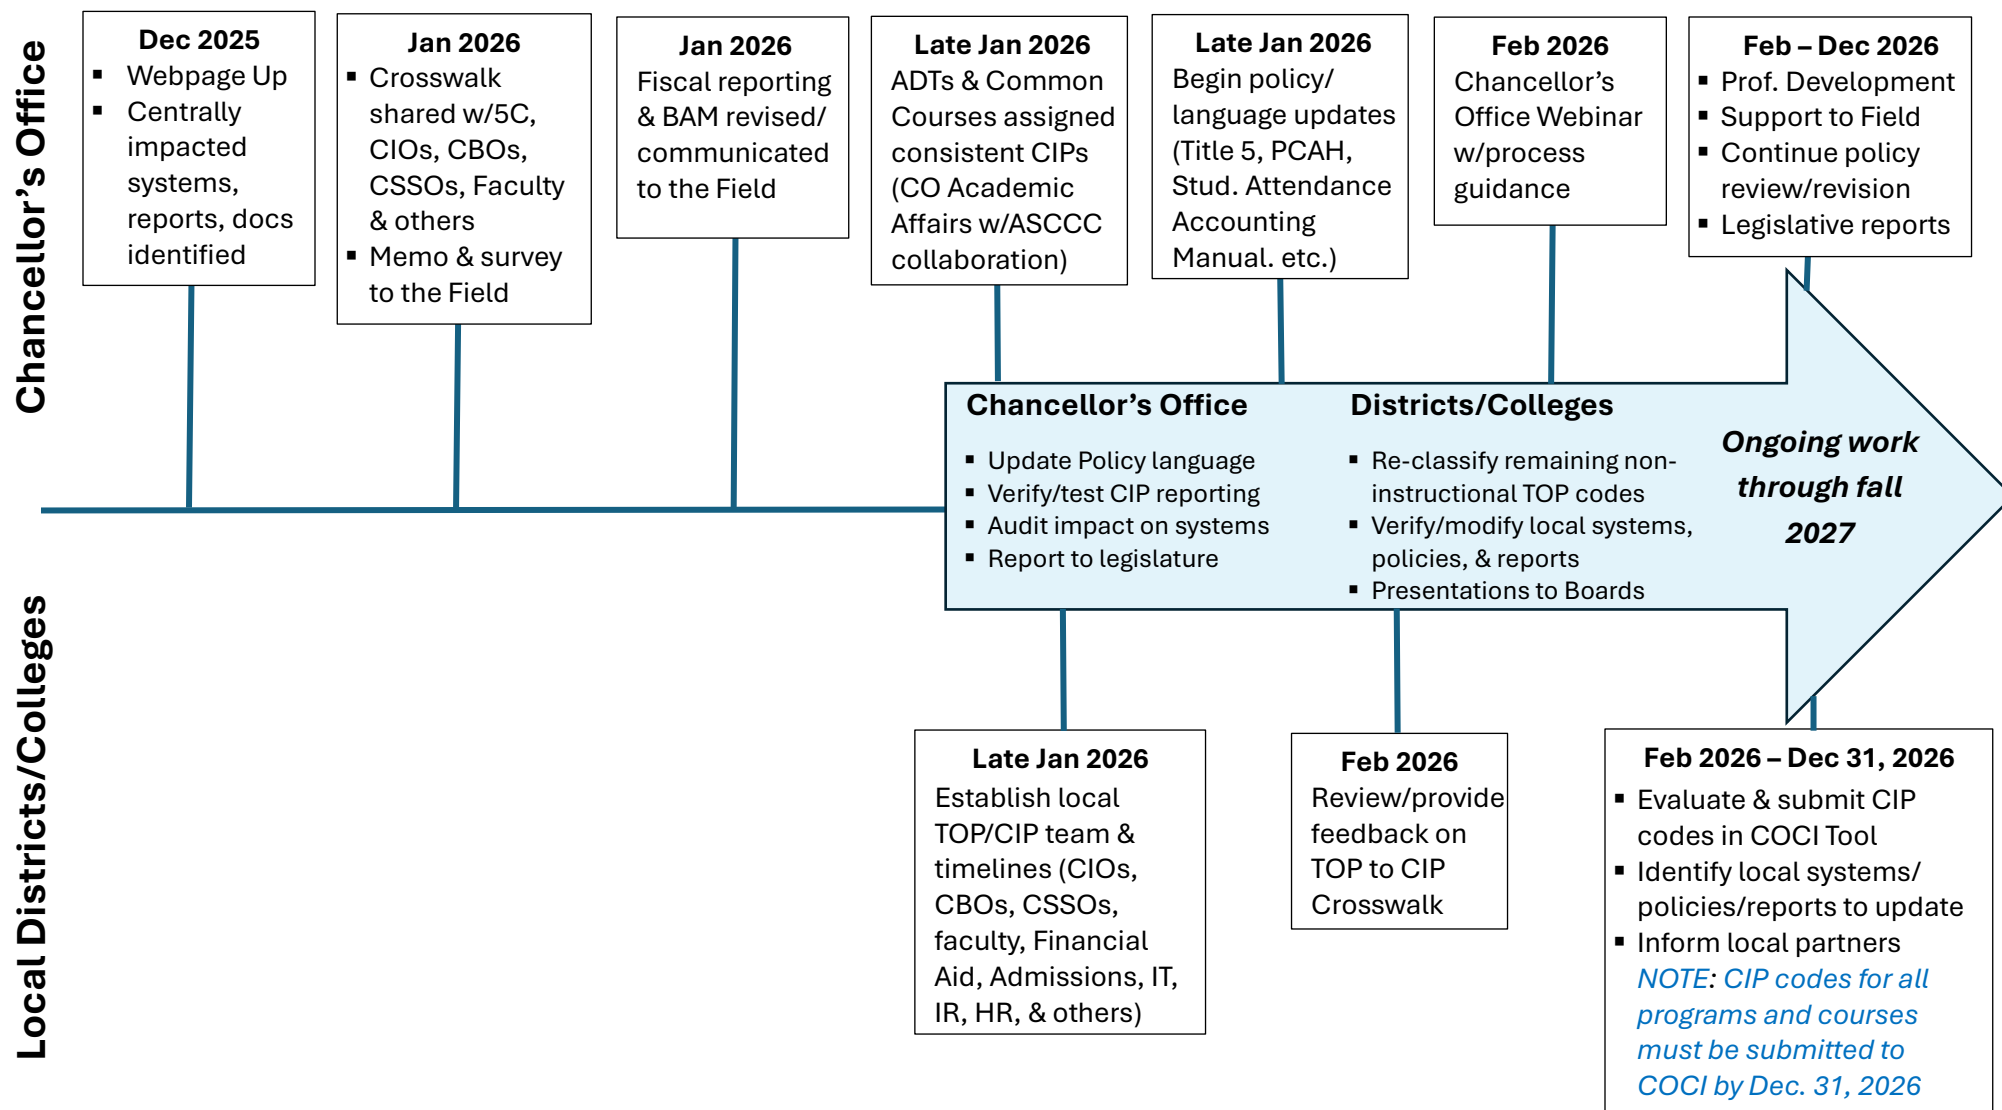 Chancellor’s Office
Dec 2025
▪ Webpage Up
▪ Centrally
impacted
systems,
reports, docs
identified
Jan 2026
▪ Crosswalk
shared w/5C,
CIOs, CBOs,
CSSOs, Faculty
& others
▪ Memo & survey
to the Field
Jan 2026
Fiscal reporting
& BAM revised/
communicated
to the Field
Late Jan 2026
ADTs & Common
Courses assigned
consistent CIPs
(CO Academic
Affairs w/ASCCC
collaboration)
Late Jan 2026
Begin policy/
language updates
(Title 5, PCAH,
Stud. Attendance
Accounting
Manual. etc.)
Feb 2026
Chancellor’s
Office Webinar
w/process
guidance
Feb – Dec 2026
▪ Prof. Development
▪ Support to Field
▪ Continue policy
review/revision
▪ Legislative reports
Chancellor’s Office
▪ Update Policy language
▪ Verify/test CIP reporting
▪ Audit impact on systems
▪ Report to legislature
Districts/Colleges
▪ Re-classify remaining non-
instructional TOP codes
▪ Verify/modify local systems,
policies, & reports
▪ Presentations to Boards
Ongoing work
through fall
2027
Local Districts/Colleges
Late Jan 2026
Establish local
TOP/CIP team &
timelines (CIOs,
CBOs, CSSOs,
faculty, Financial
Aid, Admissions, IT,
IR, HR, & others)
Feb 2026
Review/provide
feedback on
TOP to CIP
Crosswalk
Feb 2026 – Dec 31, 2026
▪ Evaluate & submit CIP
codes in COCI Tool
▪ Identify local systems/
policies/reports to update
▪ Inform local partners
NOTE: CIP codes for all
programs and courses
must be submitted to
COCI by Dec. 31, 2026